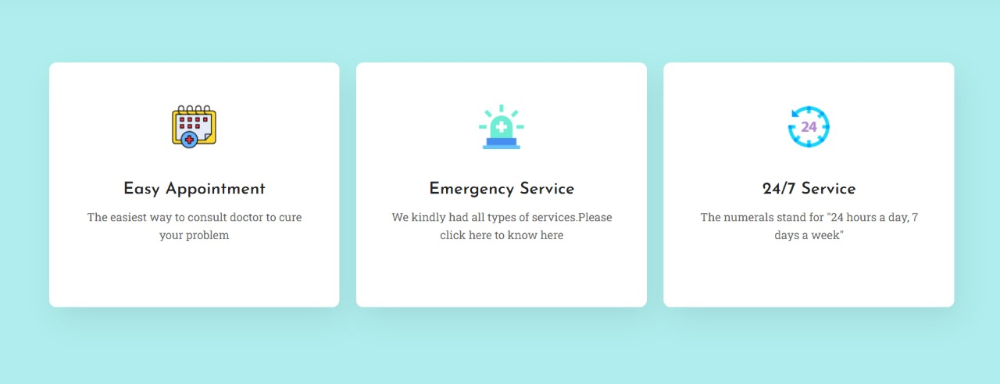 24
Easy Appointment
The easiest way to consult doctor to cure
your problem
Emergency Service
We kindly had all types of services.Please
click here to know here
24/7 Service
The numerals stand for "24 hours a day, 7
days a week"